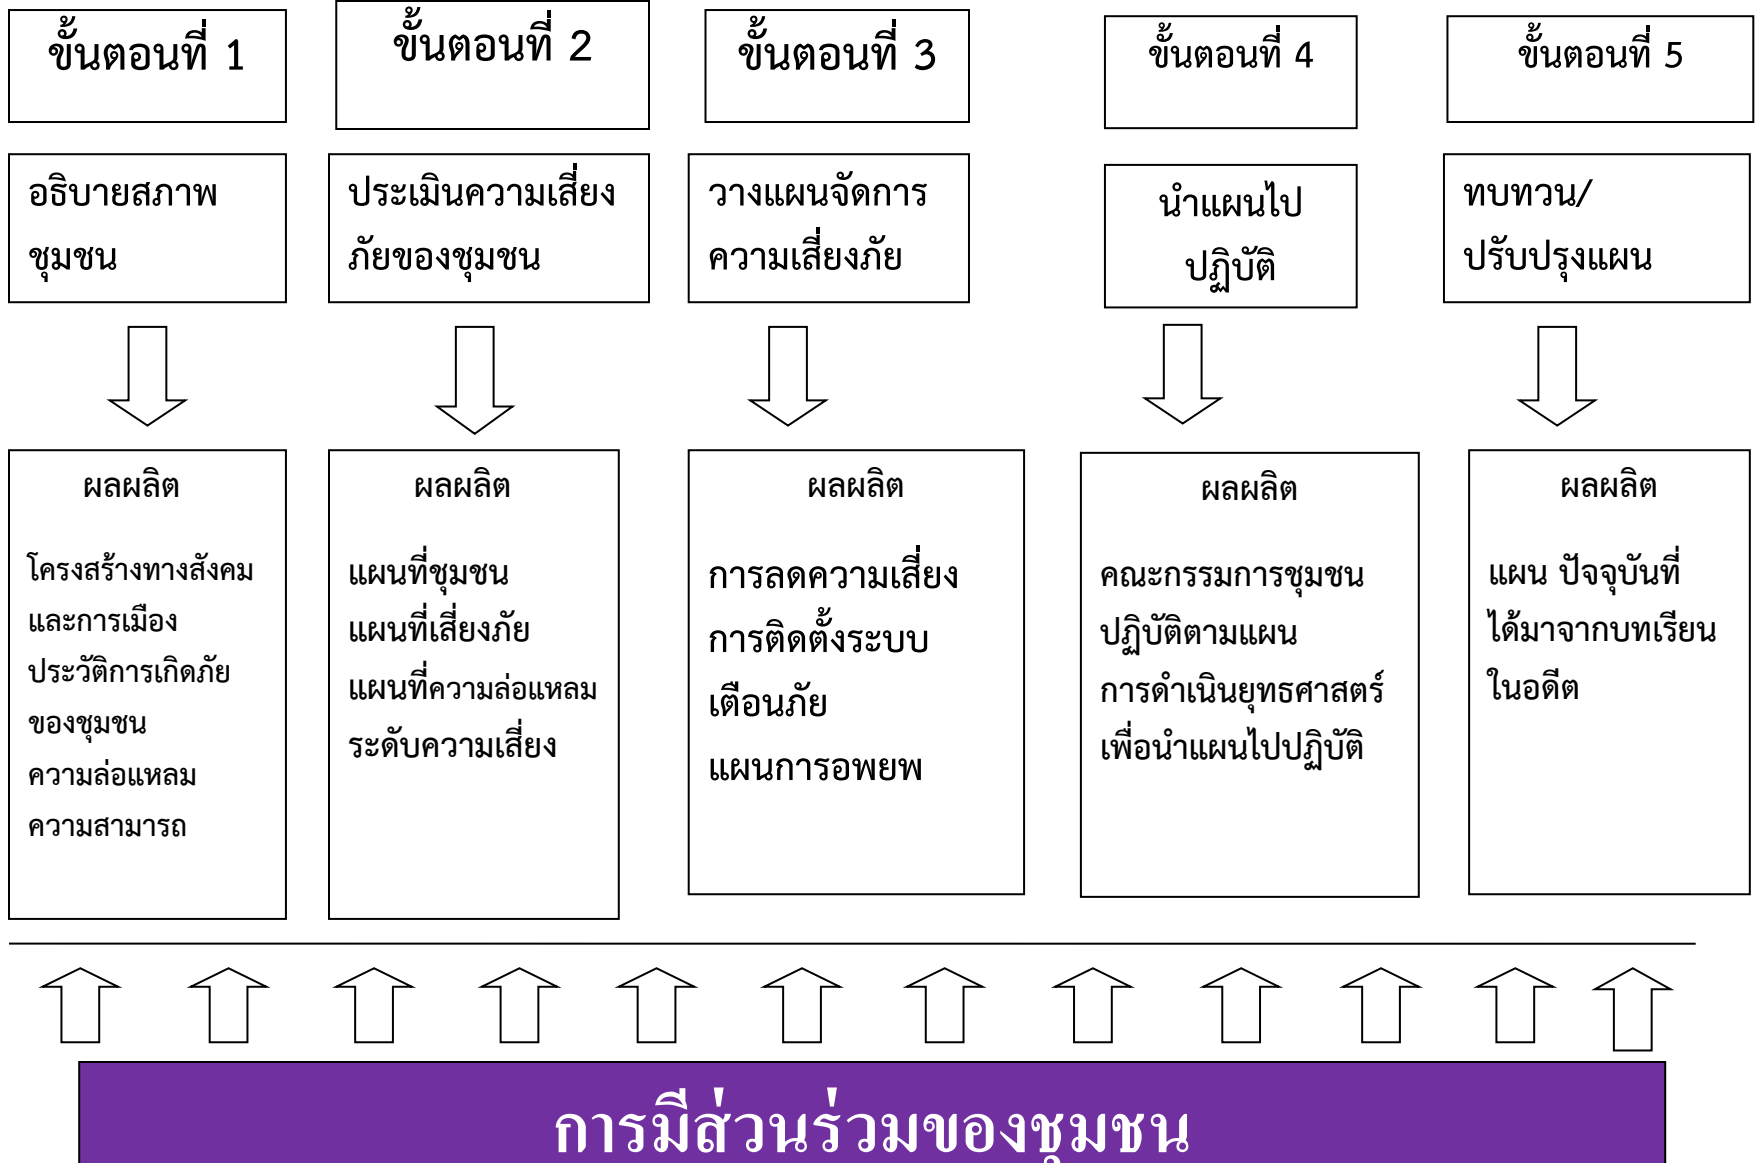 ขั้นตอนที่ 1
ขั้นตอนที่ 2
ขั้นตอนที่ 3
ขั้นตอนที่ 4
ขั้นตอนที่ 5
อธิบายสภาพ
ชุมชน
ประเมินความเสี่ยง
ภัยของชุมชน
วางแผนจัดการ
ความเสี่ยงภัย
นำแผนไป
ปฏิบัติ
ทบทวน/
ปรับปรุงแผน
ผลผลิต
โครงสร้างทางสังคม
และการเมือง
ประวัติการเกิดภัย
ของชุมชน
ความล่อแหลม
ความสามารถ
ผลผลิต
แผนที่ชุมชน
แผนที่เสี่ยงภัย
แผนที่ความล่อแหลม
ระดับความเสี่ยง
ผลผลิต
การลดความเสี่ยง
การติดตั้งระบบ
เตือนภัย
แผนการอพยพ
ผลผลิต
คณะกรรมการชุมชน
ปฏิบัติตามแผน
การดำเนินยุทธศาสตร์
เพื่อนำแผนไปปฏิบัติ
ผลผลิต
แผน ปัจจุบันที่
ได้มาจากบทเรียน
ในอดีต
การมีส่วนร่วมของชุมชน